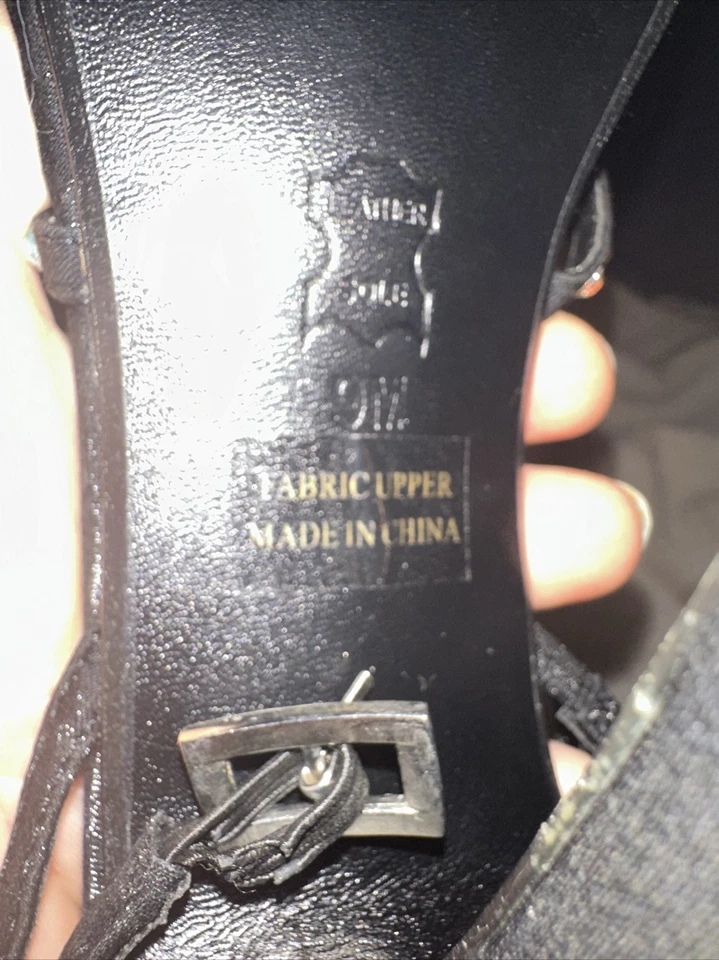 LEATHER
SOLE
9M
FABRIC UPPER
MADE IN CHINA